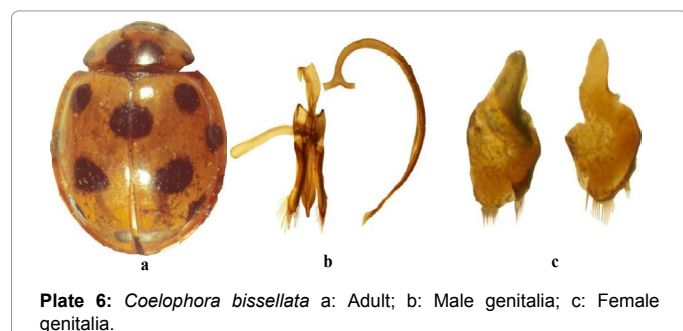 a b c
Plate 6: Coelophora bissellata a: Adult; b: Male genitalia; c: Female
genitalia.